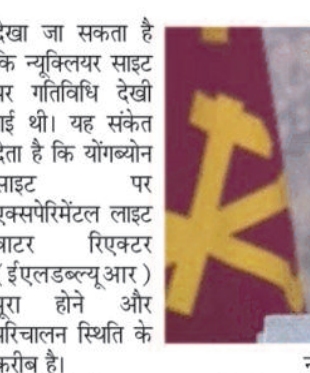 देखा जा सकता है
कि न्यूक्लियर साइट
पर गतिविधि देखी
गई थी। यह संकेत
देता है कि योंगब्योन
साइट पर
एक्सपेरिमेंटल लाइट
वाटर रिएक्टर
(ईएलडब्ल्यूआर)
पूरा होने और
परिचालन स्थिति के
करीब है।